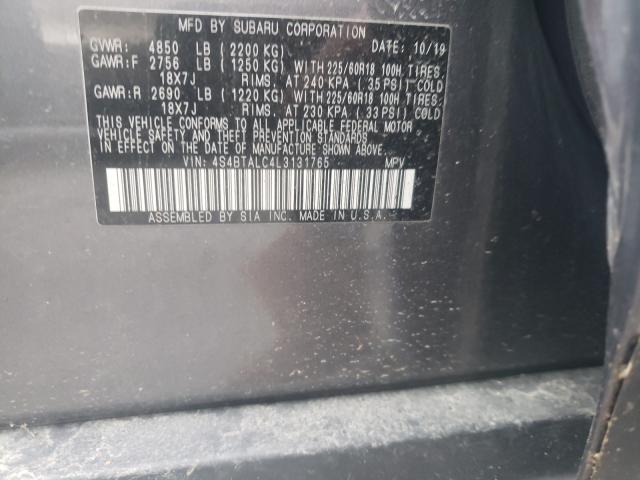 MFD BY SUBARU CORPORATION
GVWR: 4850 LB ( 2200 KG) DATE: 10/19
GAWR:F 2756 LB ( 1250 KG) WITH 225/60R18 100H TIRES,
18X7J RIMS, AT 240 KPA ( 35 PSI) COLD
GAWR:R 2690 LB ( 1220 KG) WITH 225/60R18 100H TIRES,
18X7J RIMS, AT 230 KPA ( 33 PSI) COLD
THIS VEHICLE CONFORMS TO ALL APPLICABLE FEDERAL MOTOR
VEHICLE SAFETY AND THEFT PREVENTION STANDARDS
IN EFFECT ON THE DATE OF MANUFACTURE SHOWN ABOVE.
VIN: 4S4BTALC4L3131765 MPV
ASSEMBLED BY SIA INC. MADE IN U.S.A.